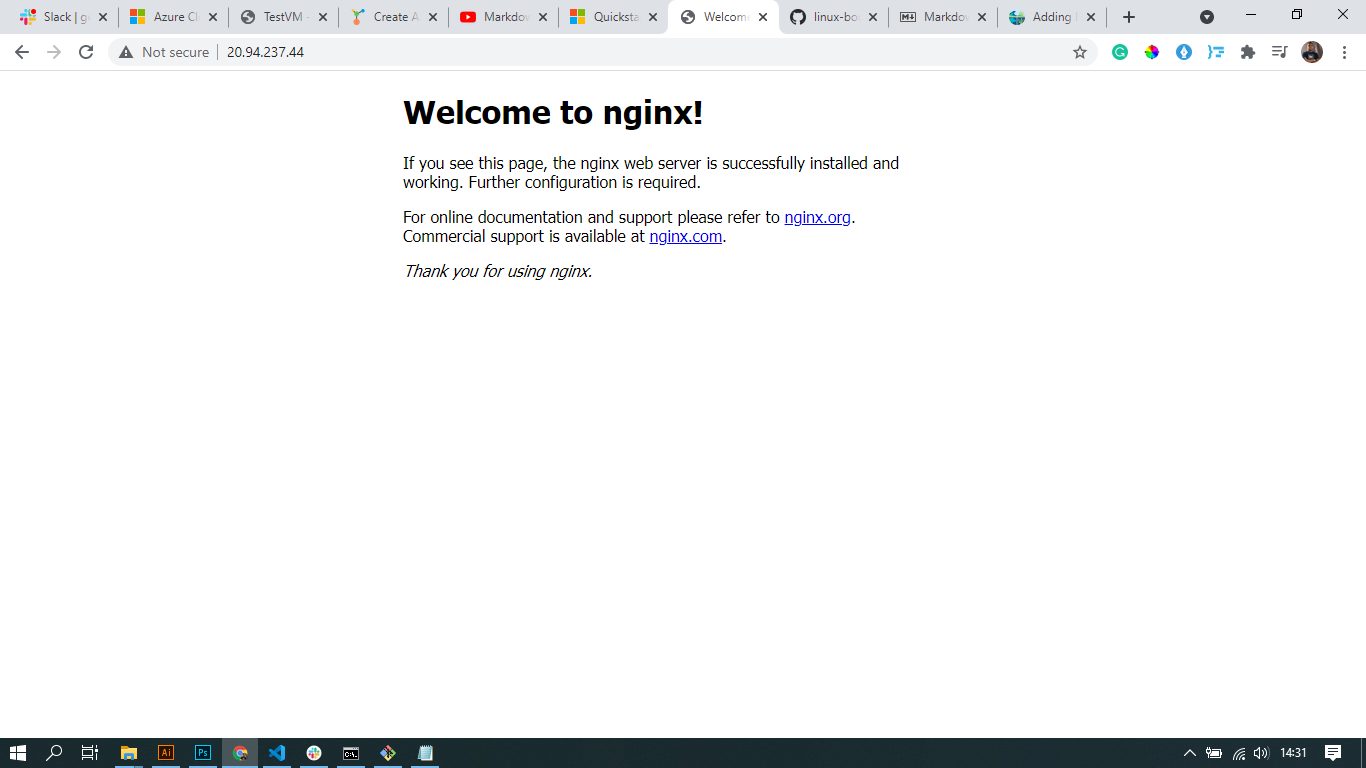 Slack | g
Azure Cl
TestVM -
Create A
Markdov
Quicksta
Welcome
linux-bo
Markdov
Adding
Not secure
20.94.237.44
Welcome to nginx!
If you see this page, the nginx web server is successfully installed and
working. Further configuration is required.
For online documentation and support please refer to nginx.org.
Commercial support is available at nginx.com.
Thank you for using nginx.
Ai
Ps
C:\.
14:31